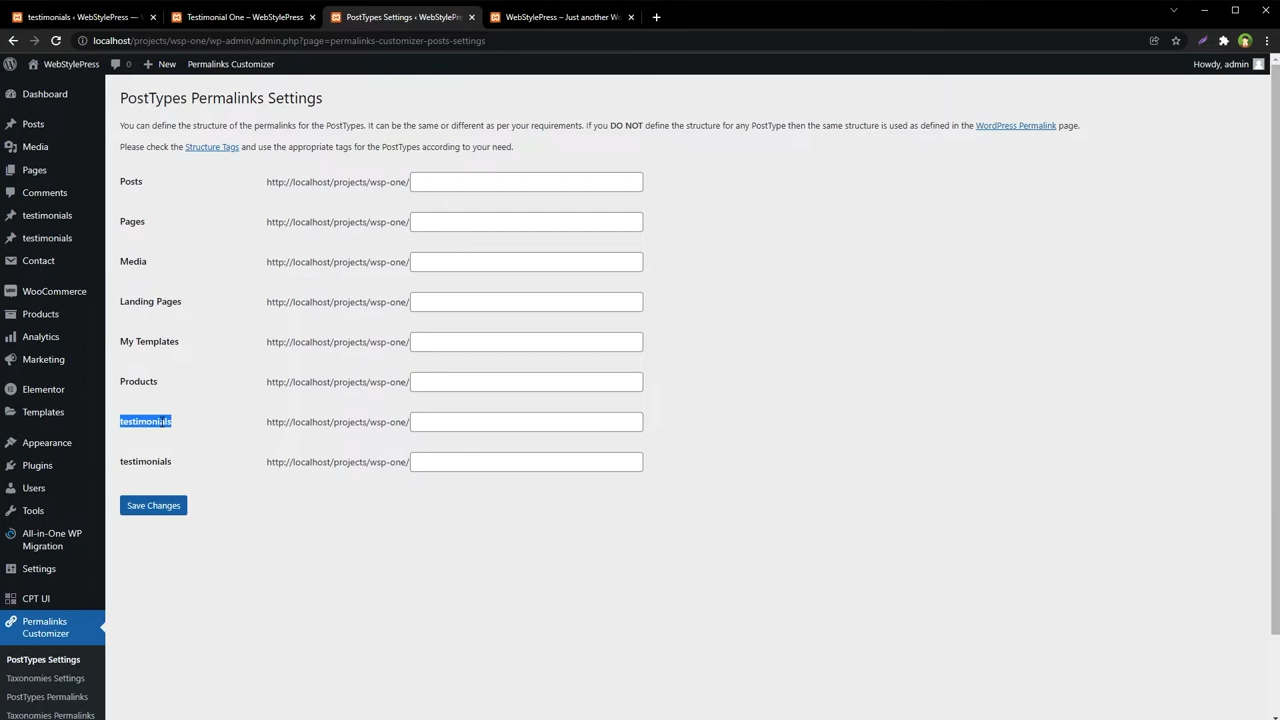 testimonials ‹ WebStylePress —
Testimonial One – WebStylePress
PostTypes Settings ‹ WebStylePre
WebStylePress – Just another W
localhost/projects/wsp-one/wp-admin/admin.php?page=permalinks-customizer-posts-settings
WebStylePress
0
New
Permalinks Customizer
Howdy, admin
Dashboard
Posts
Media
Pages
Comments
testimonials
testimonials
Contact
WooCommerce
Products
Analytics
Marketing
Elementor
Templates
Appearance
Plugins
Users
Tools
All-in-One WP
Migration
Settings
CPT UI
Permalinks
Customizer
PostTypes Settings
Taxonomies Settings
PostTypes Permalinks
Taxonomies Permalinks
PostTypes Permalinks Settings
You can define the structure of the permalinks for the PostTypes. It can be the same or different as per your requirements. If you DO NOT define the structure for any PostType then the same structure is used as defined in the WordPress Permalink page.
Please check the Structure Tags and use the appropriate tags for the PostTypes according to your need.
Posts http://localhost/projects/wsp-one/
Pages http://localhost/projects/wsp-one/
Media http://localhost/projects/wsp-one/
Landing Pages http://localhost/projects/wsp-one/
My Templates http://localhost/projects/wsp-one/
Products http://localhost/projects/wsp-one/
testimonials http://localhost/projects/wsp-one/
testimonials http://localhost/projects/wsp-one/
Save Changes